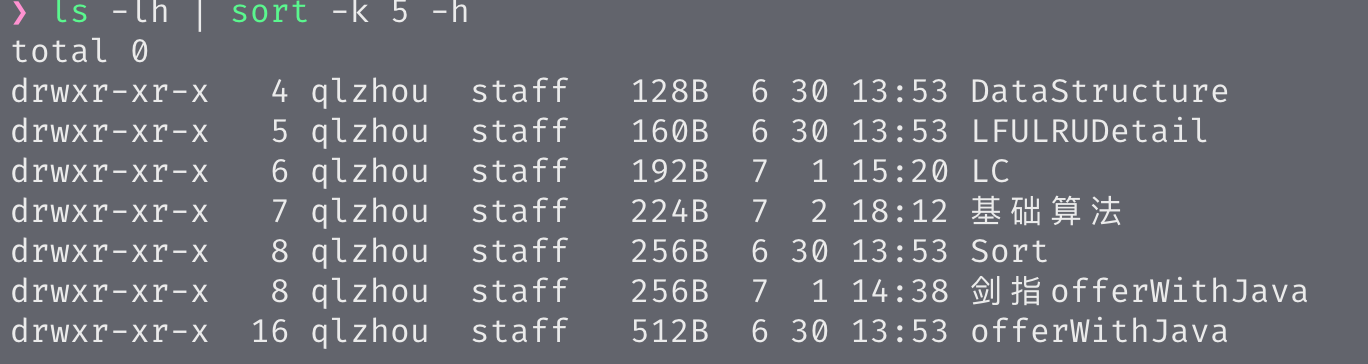 ❯ ls -lh | sort -k 5 -h
total 0
drwxr-xr-x   4 qlzhou  staff   128B  6 30 13:53 DataStructure
drwxr-xr-x   5 qlzhou  staff   160B  6 30 13:53 LFULRUDetail
drwxr-xr-x   6 qlzhou  staff   192B  7  1 15:20 LC
drwxr-xr-x   7 qlzhou  staff   224B  7  2 18:12 基础算法
drwxr-xr-x   8 qlzhou  staff   256B  6 30 13:53 Sort
drwxr-xr-x   8 qlzhou  staff   256B  7  1 14:38 剑指offerWithJava
drwxr-xr-x  16 qlzhou  staff   512B  6 30 13:53 offerWithJava